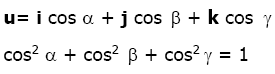 u= i cos α + j cos β + k cos γ
cos² α + cos² β + cos² γ = 1